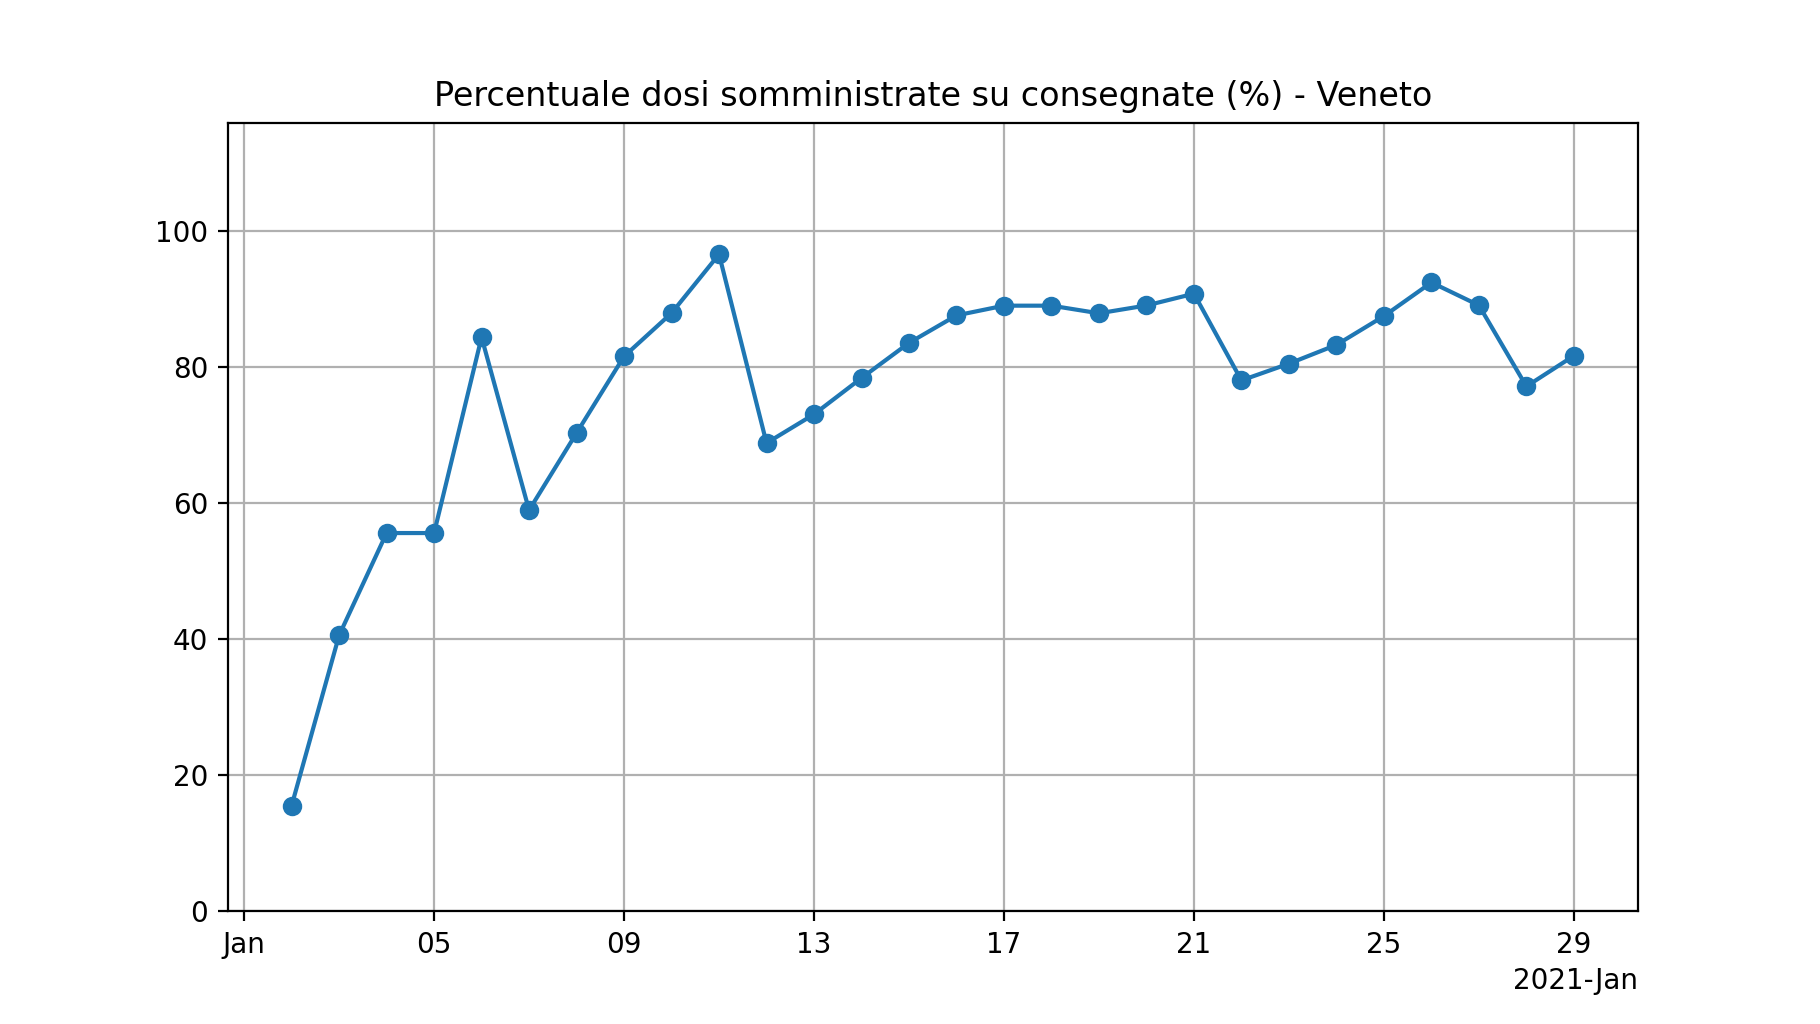 Percentuale dosi somministrate su consegnate (%) - Veneto
100
80
60
40
20
0
Jan 05 09 13 17 21 25 29
2021-Jan